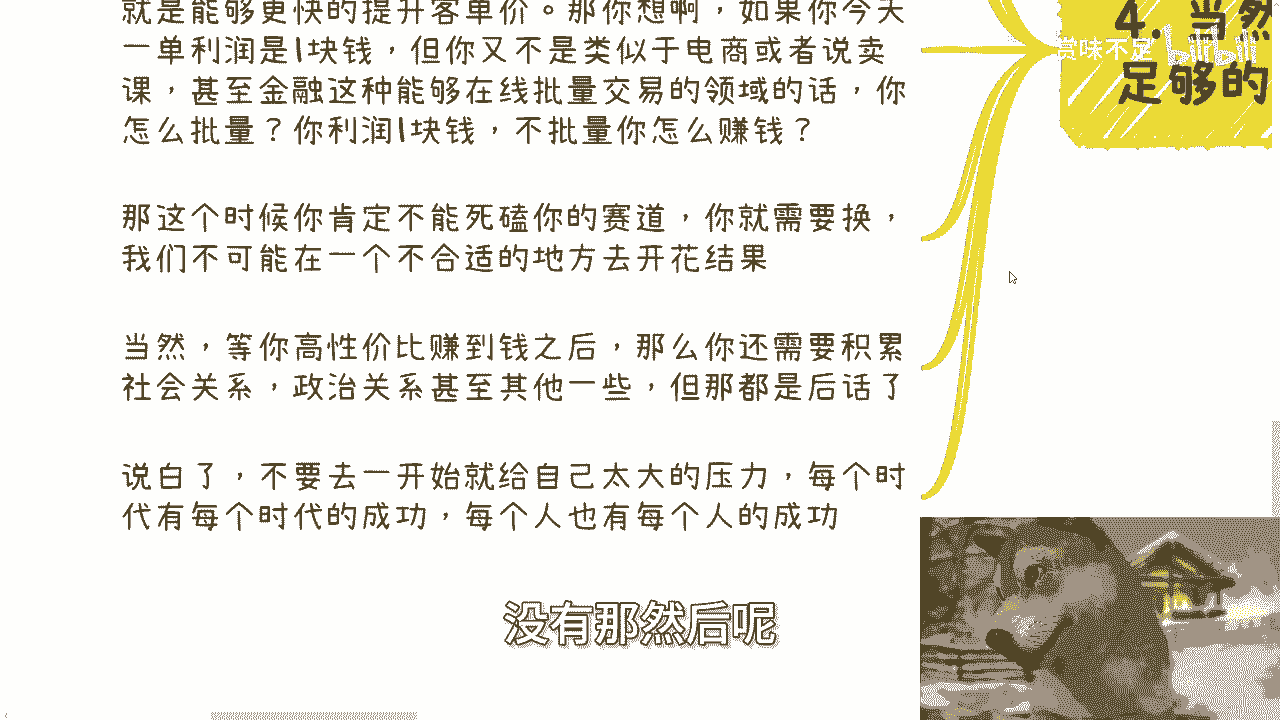 就是能够更快的提升客单价。那你想啊，如果你今天
一单利润是1块钱，但你又不是类似于电商或者说卖
课，甚至金融这种能够在线批量交易的领域的话，你
怎么批量？你利润1块钱，不批量你怎么赚钱？
那这个时候你肯定不能死磕你的赛道，你就需要换，
我们不可能在一个不合适的地方去开花结果
当然，等你高性价比赚到钱之后，那么你还需要积累
社会关系，政治关系甚至其他一些，但那都是后话了
说白了，不要去一开始就给自己太大的压力，每个时
代有每个时代的成功，每个人也有每个人的成功
4. 当然
足够的
赏味不足 bilibili
没有那然后呢